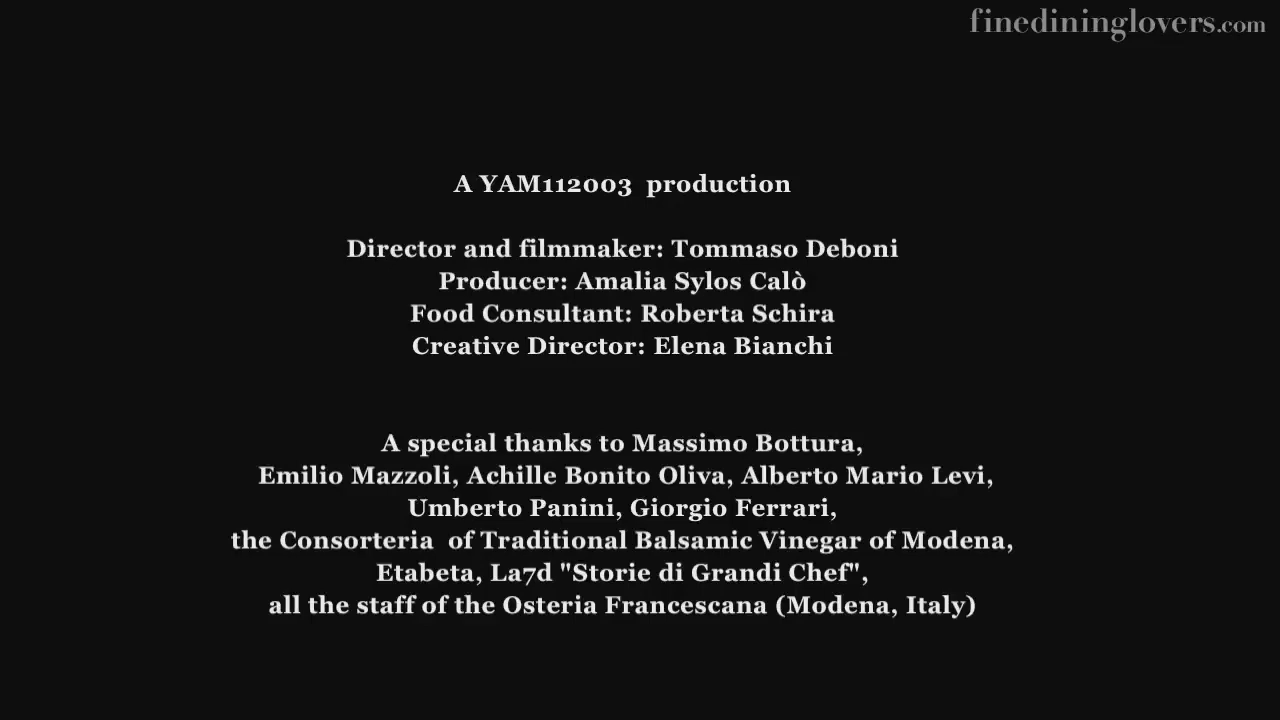 finedininglovers.com
A YAM112003  production
Director and filmmaker: Tommaso Deboni
Producer: Amalia Sylos Calò
Food Consultant: Roberta Schira
Creative Director: Elena Bianchi
A special thanks to Massimo Bottura,
Emilio Mazzoli, Achille Bonito Oliva, Alberto Mario Levi,
Umberto Panini, Giorgio Ferrari,
the Consorteria  of Traditional Balsamic Vinegar of Modena,
Etabeta, La7d "Storie di Grandi Chef",
all the staff of the Osteria Francescana (Modena, Italy)